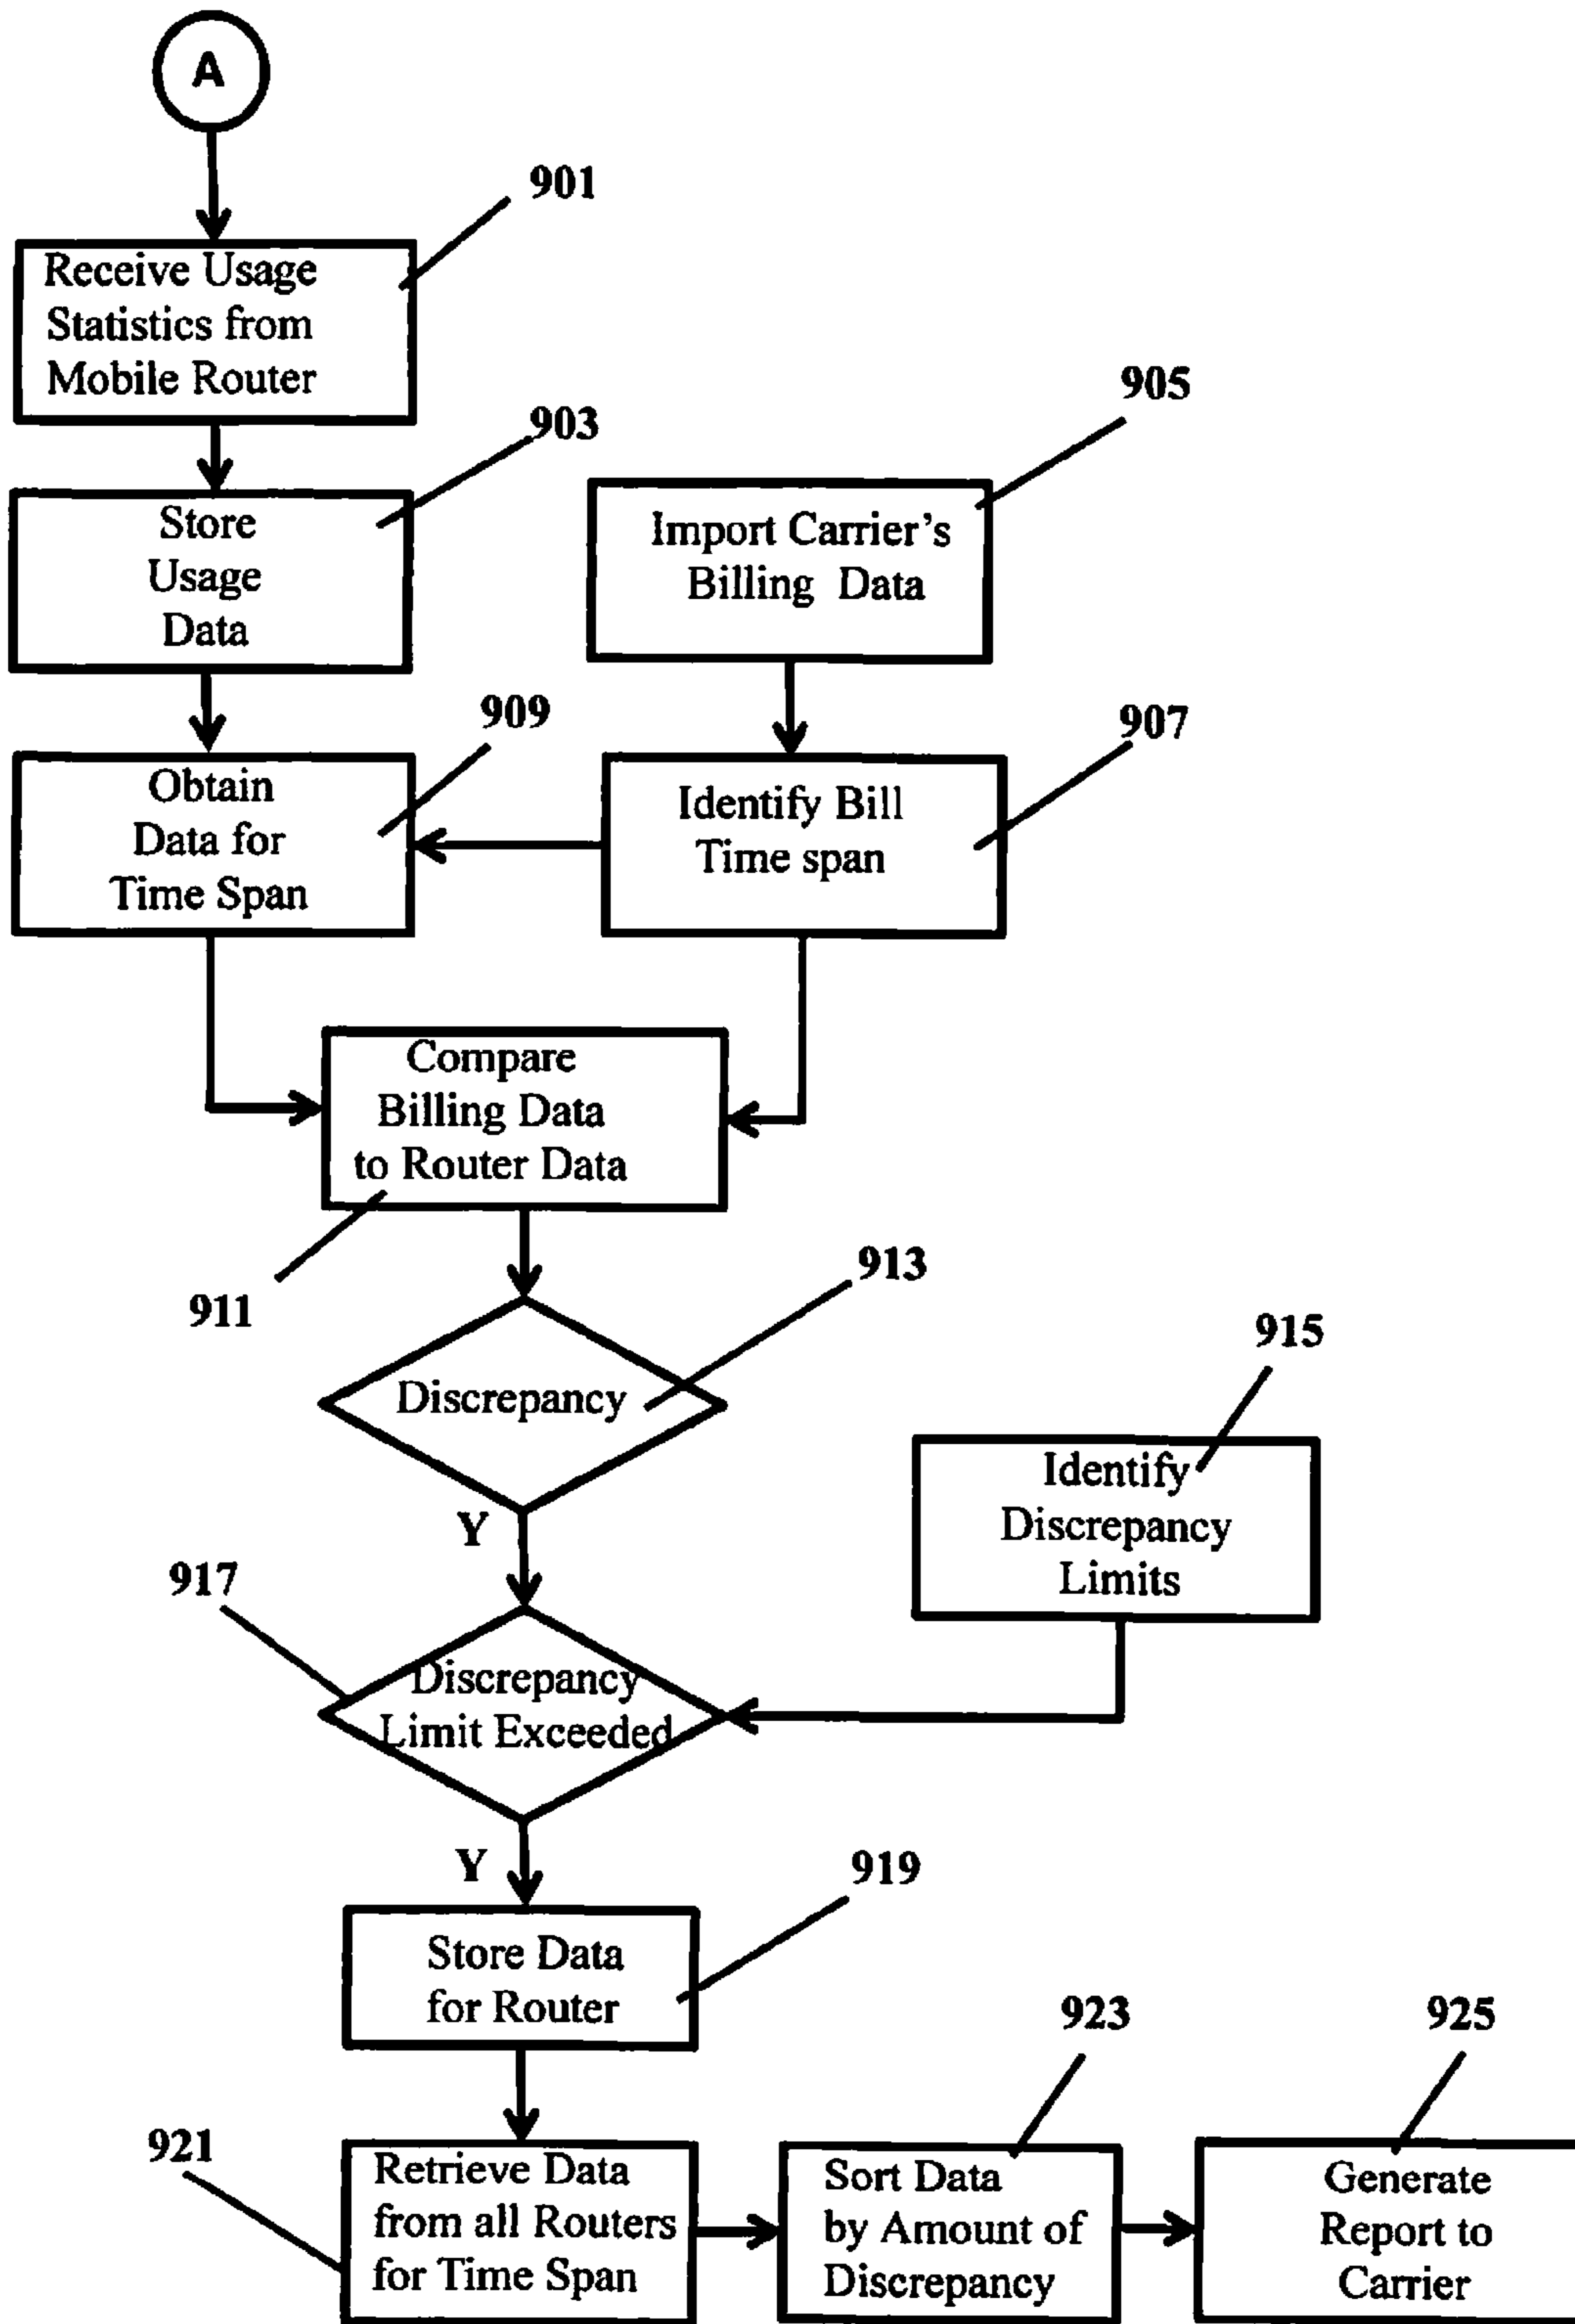 A
901
Receive Usage
Statistics from
Mobile Router
903
Store
Usage
Data
905
Import Carrier's
Billing Data
909
Obtain
Data for
Time Span
907
Identify Bill
Time span
Compare
Billing Data
to Router Data
911
913
Discrepancy
Y
915
Identify
Discrepancy
Limits
917
Discrepancy
Limit Exceeded
Y
919
Store Data
for Router
921
Retrieve Data
from all Routers
for Time Span
923
Sort Data
by Amount of
Discrepancy
925
Generate
Report to
Carrier